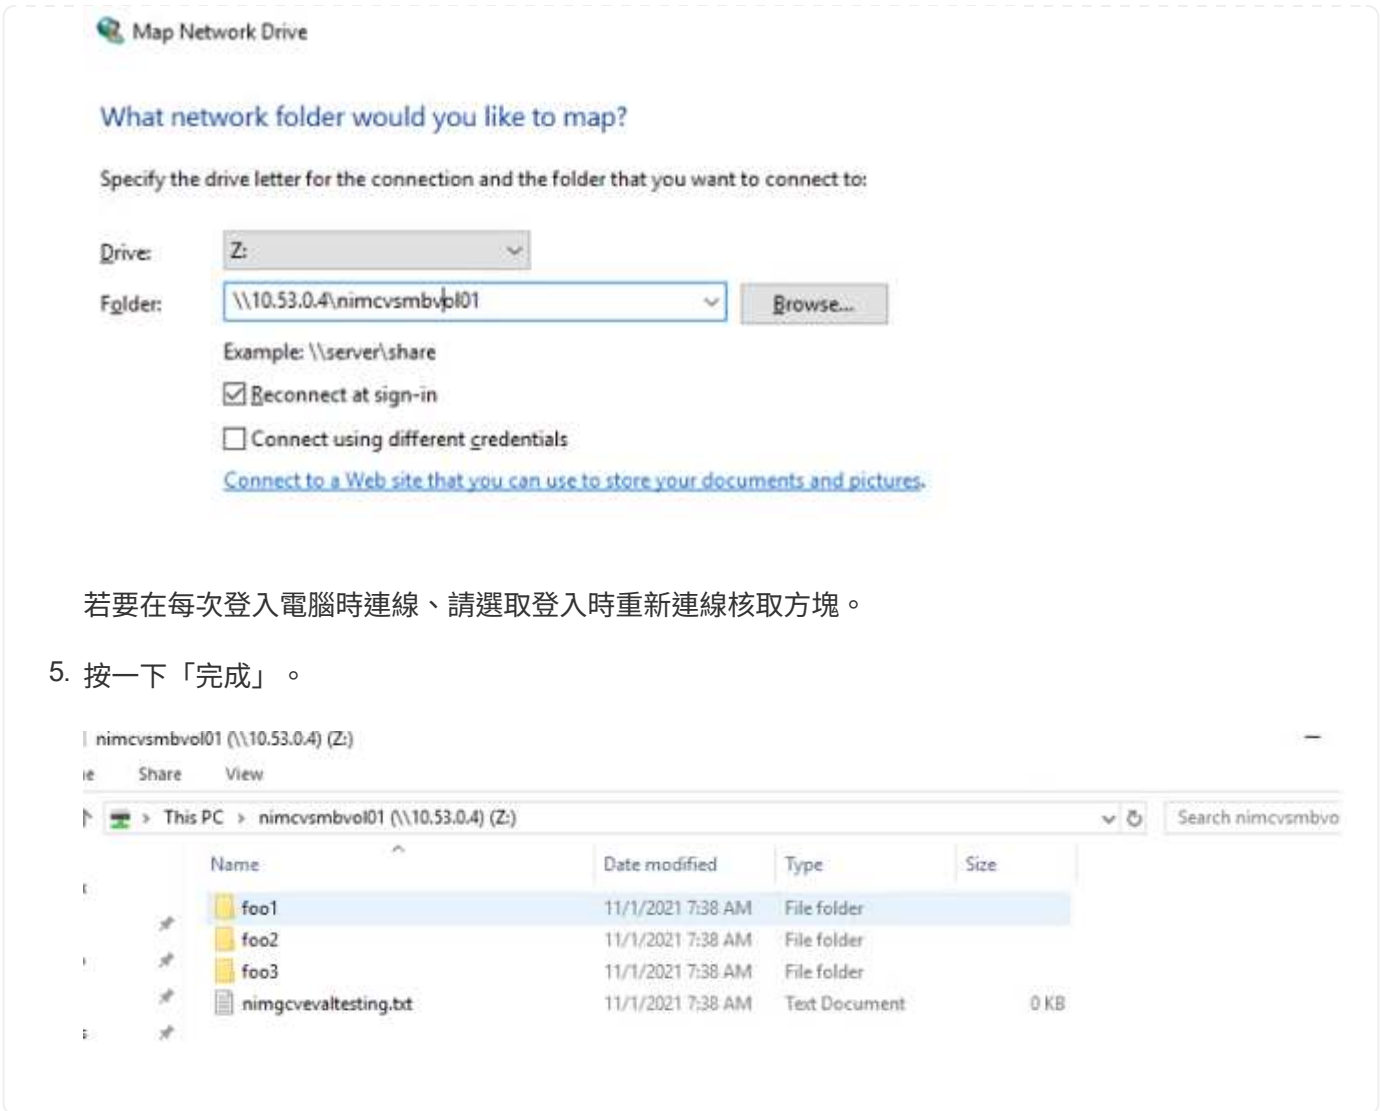 Map Network Drive
What network folder would you like to map?
Specify the drive letter for the connection and the folder that you want to connect to:
Drive: Z:
Folder: \\10.53.0.4\nimcvsmbvol01 Browse...
Example: \\server\share
Reconnect at sign-in
Connect using different credentials
Connect to a Web site that you can use to store your documents and pictures.
若要在每次登入電腦時連線、請選取登入時重新連線核取方塊。
5. 按一下「完成」。
nimcvsmbvol01 (\\10.53.0.4) (Z:)
Share View
This PC > nimcvsmbvol01 (\\10.53.0.4) (Z:) Search nimcvsmbvo
Name Date modified Type Size
foo1 11/1/2021 7:38 AM File folder
foo2 11/1/2021 7:38 AM File folder
foo3 11/1/2021 7:38 AM File folder
nimgcvevaltesting.txt 11/1/2021 7:38 AM Text Document 0 KB